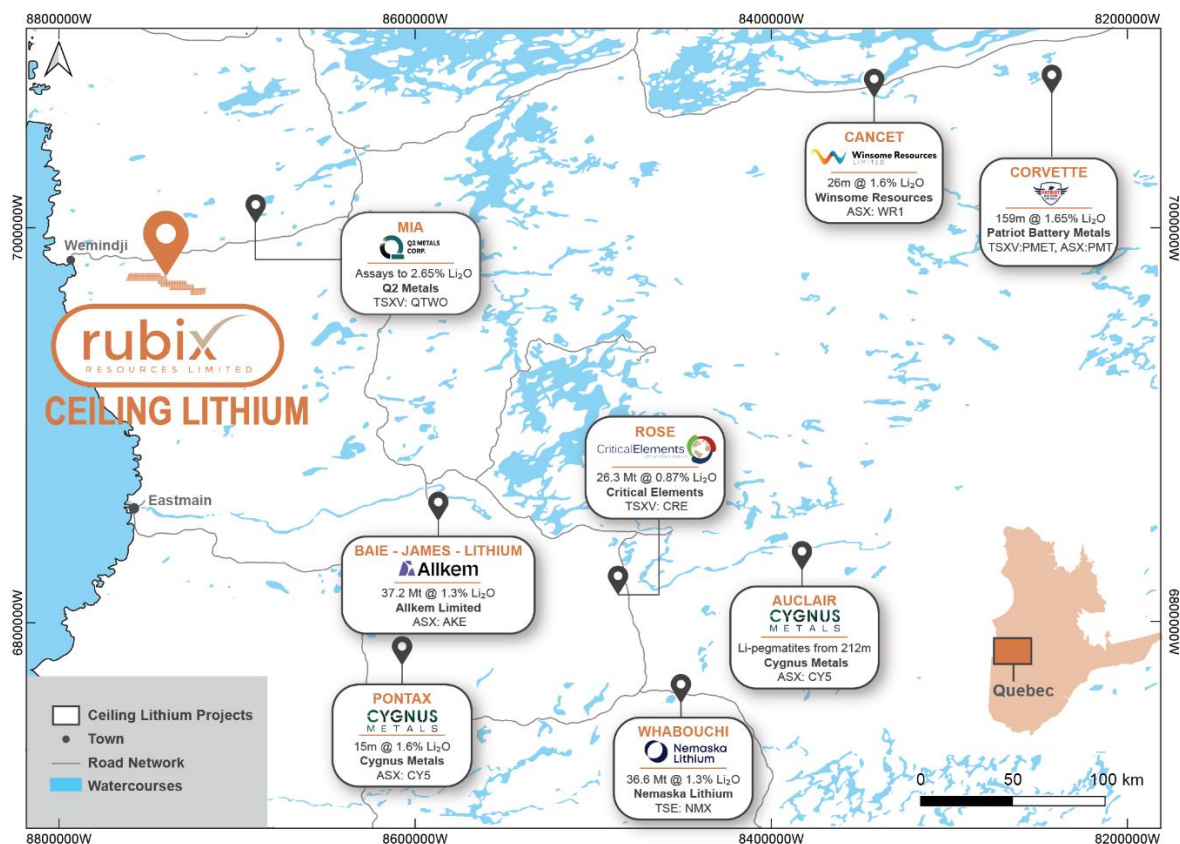 8800000W
8600000W
8400000W
8200000W
7000000W
7000000W
6800000W
6800000W
Wemindji
rubix
RESOURCES LIMITED
CEILING LITHIUM
MIA
Q2 METALS
CORP.
Assays to 2.65% Li₂O
Q2 Metals
TSXV: QTWO
CANCET
Winsome Resources
LIMITED
26m @ 1.6% Li₂O
Winsome Resources
ASX: WR1
CORVETTE
PATRIOT
159m @ 1.65% Li₂O
Patriot Battery Metals
TSXV:PMET, ASX:PMT
Eastmain
ROSE
CriticalElements
26.3 Mt @ 0.87% Li₂O
Critical Elements
TSXV: CRE
BAIE - JAMES - LITHIUM
Allkem
37.2 Mt @ 1.3% Li₂O
Allkem Limited
ASX: AKE
AUCLAIR
CYGNUS
METALS
Li-pegmatites from 212m
Cygnus Metals
ASX: CY5
PONTAX
CYGNUS
METALS
15m @ 1.6% Li₂O
Cygnus Metals
ASX: CY5
WHABOUCHI
Nemaska
Lithium
36.6 Mt @ 1.3% Li₂O
Nemaska Lithium
TSE: NMX
Quebec
Ceiling Lithium Projects
Town
Road Network
Watercourses
0 50 100 km
8800000W
8600000W
8400000W
8200000W